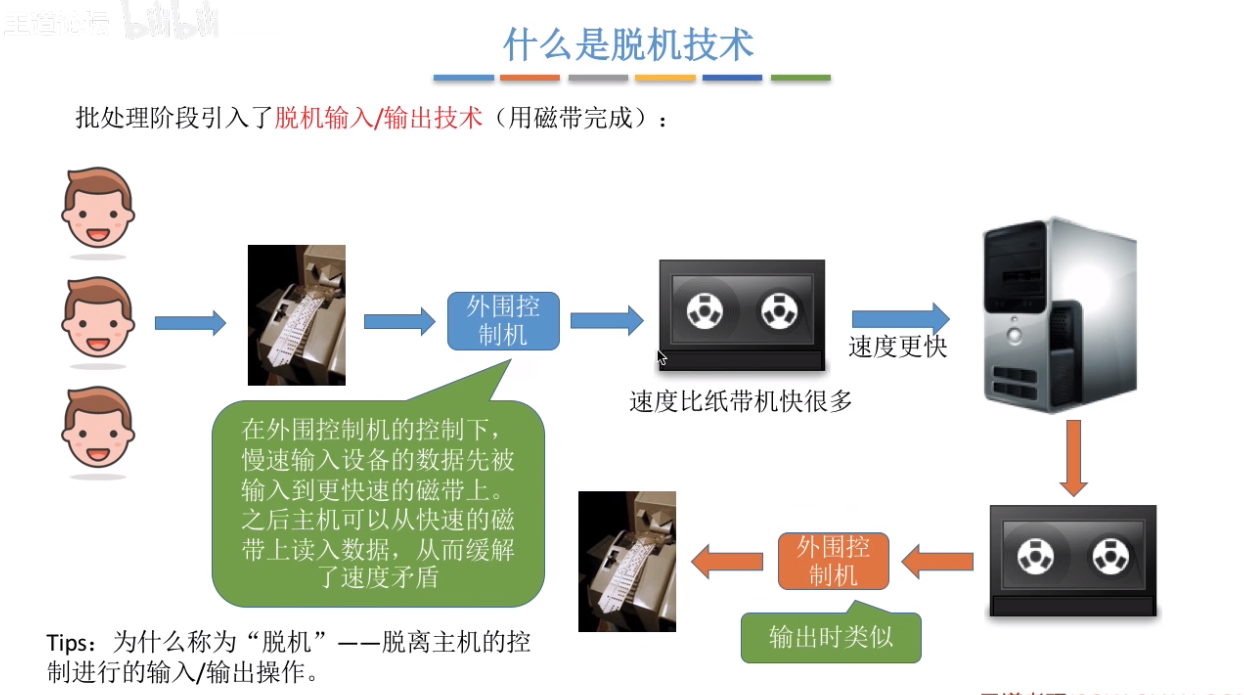 王道论坛 bilibili
什么是脱机技术
批处理阶段引入了脱机输入/输出技术（用磁带完成）：
外围控
制机
速度更快
速度比纸带机快很多
在外围控制机的控制下，
慢速输入设备的数据先被
输入到更快速的磁带上。
之后主机可以从快速的磁
带上读入数据，从而缓解
了速度矛盾
外围控
制机
输出时类似
Tips：为什么称为“脱机”——脱离主机的控
制进行的输入/输出操作。